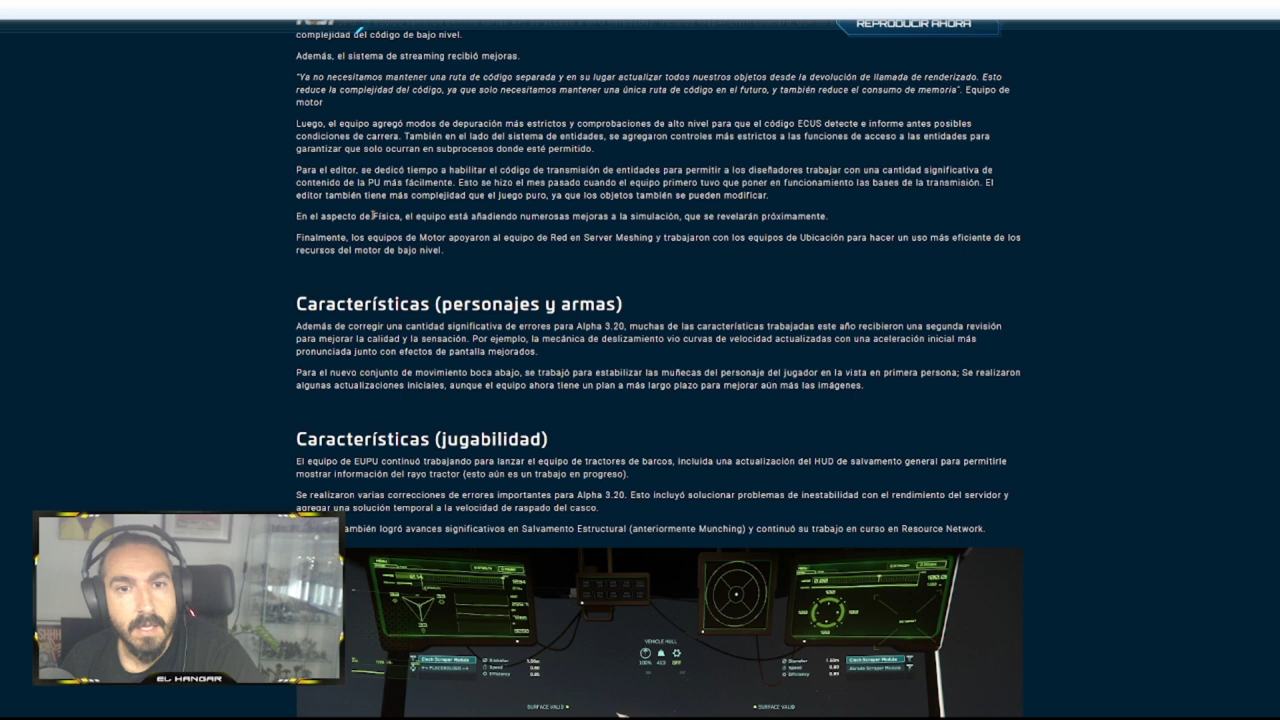 REPRODUCIR AHORA
complejidad del código de bajo nivel.
Además, el sistema de streaming recibió mejoras.
"Ya no necesitamos mantener una ruta de código separada y en su lugar actualizar todos nuestros objetos desde la devolución de llamada de renderizado. Esto
reduce la complejidad del código, ya que solo necesitamos mantener una única ruta de código en el futuro, y también reduce el consumo de memoria". Equipo de
motor
Luego, el equipo agregó modos de depuración más estrictos y comprobaciones de alto nivel para que el código ECUS detecte e informe antes posibles
condiciones de carrera. También en el lado del sistema de entidades, se agregaron controles más estrictos a las funciones de acceso a las entidades para
garantizar que solo ocurran en subprocesos donde esté permitido.
Para el editor, se dedicó tiempo a habilitar el código de transmisión de entidades para permitir a los diseñadores trabajar con una cantidad significativa de
contenido de la PU más fácilmente. Esto se hizo el mes pasado cuando el equipo primero tuvo que poner en funcionamiento las bases de la transmisión. El
editor también tiene más complejidad que el juego puro, ya que los objetos también se pueden modificar.
En el aspecto de Física, el equipo está añadiendo numerosas mejoras a la simulación, que se revelarán próximamente.
Finalmente, los equipos de Motor apoyaron al equipo de Red en Server Meshing y trabajaron con los equipos de Ubicación para hacer un uso más eficiente de los
recursos del motor de bajo nivel.
Características (personajes y armas)
Además de corregir una cantidad significativa de errores para Alpha 3.20, muchas de las características trabajadas este año recibieron una segunda revisión
para mejorar la calidad y la sensación. Por ejemplo, la mecánica de deslizamiento vio curvas de velocidad actualizadas con una aceleración inicial más
pronunciada junto con efectos de pantalla mejorados.
Para el nuevo conjunto de movimiento boca abajo, se trabajó para estabilizar las muñecas del personaje del jugador en la vista en primera persona; Se realizaron
algunas actualizaciones iniciales, aunque el equipo ahora tiene un plan a más largo plazo para mejorar aún más las imágenes.
Características (jugabilidad)
El equipo de EUPU continuó trabajando para lanzar el equipo de tractores de barcos, incluida una actualización del HUD de salvamento general para permitirle
mostrar información del rayo tractor (esto aún es un trabajo en progreso).
Se realizaron varias correcciones de errores importantes para Alpha 3.20. Esto incluyó solucionar problemas de inestabilidad con el rendimiento del servidor y
agregar una solución temporal a la velocidad de raspado del casco.
también logró avances significativos en Salvamento Estructural (anteriormente Munching) y continuó su trabajo en curso en Resource Network.
VEHICLE HULL
100% 413 OFF
Cinch Scraper Module
Speed
Efficiency
Diameter
Speed
Efficiency
Cinch Scraper Module
Abrade Scraper Module
SURFACE VALID
SURFACE VALID
EL HANGAR